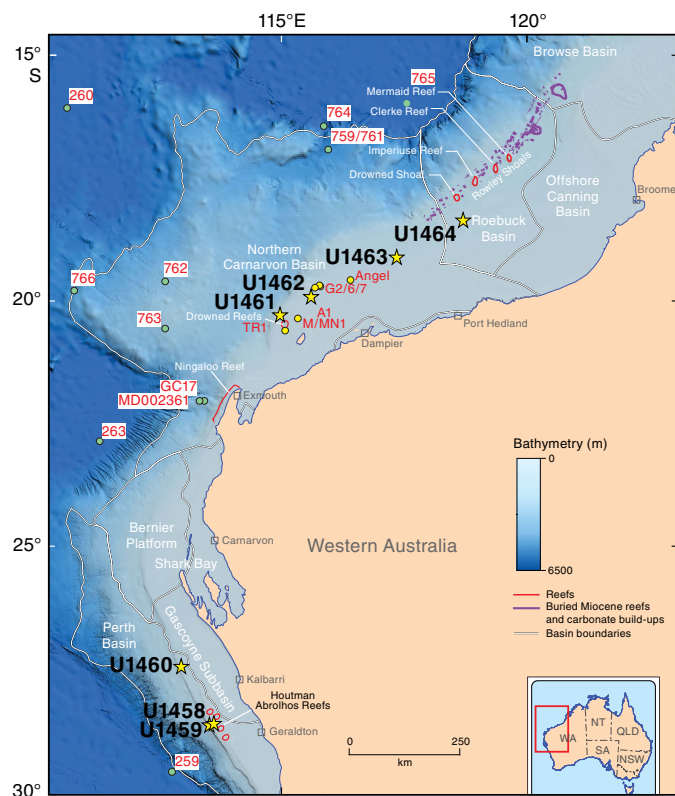 115°E
120°
15°
S
Browse Basin
260
765
Mermaid Reef
764
Clerke Reef
759/761
Imperiuse Reef
Drowned Shoal
Rowley Shoals
Offshore
Canning
Basin
Broome
U1464
Roebuck
Basin
Northern
Carnarvon Basin
U1463
766
762
Angel
U1462
G2/6/7
20°
U1461
A1
Drowned Reefs
M/MN1
763
TR1
Port Hedland
Dampier
Ningaloo Reef
GC17
MD002361
Exmouth
263
Bathymetry (m)
0
6500
25°
Bernier
Platform
Carnarvon
Western Australia
Shark Bay
Reefs
Buried Miocene reefs
and carbonate build-ups
Basin boundaries
Perth
Basin
Gascoyne Subbasin
U1460
Kalbarri
U1458
Houtman
Abrolhos Reefs
U1459
Geraldton
0
250
km
259
30°
NT
QLD
WA
SA
NSW